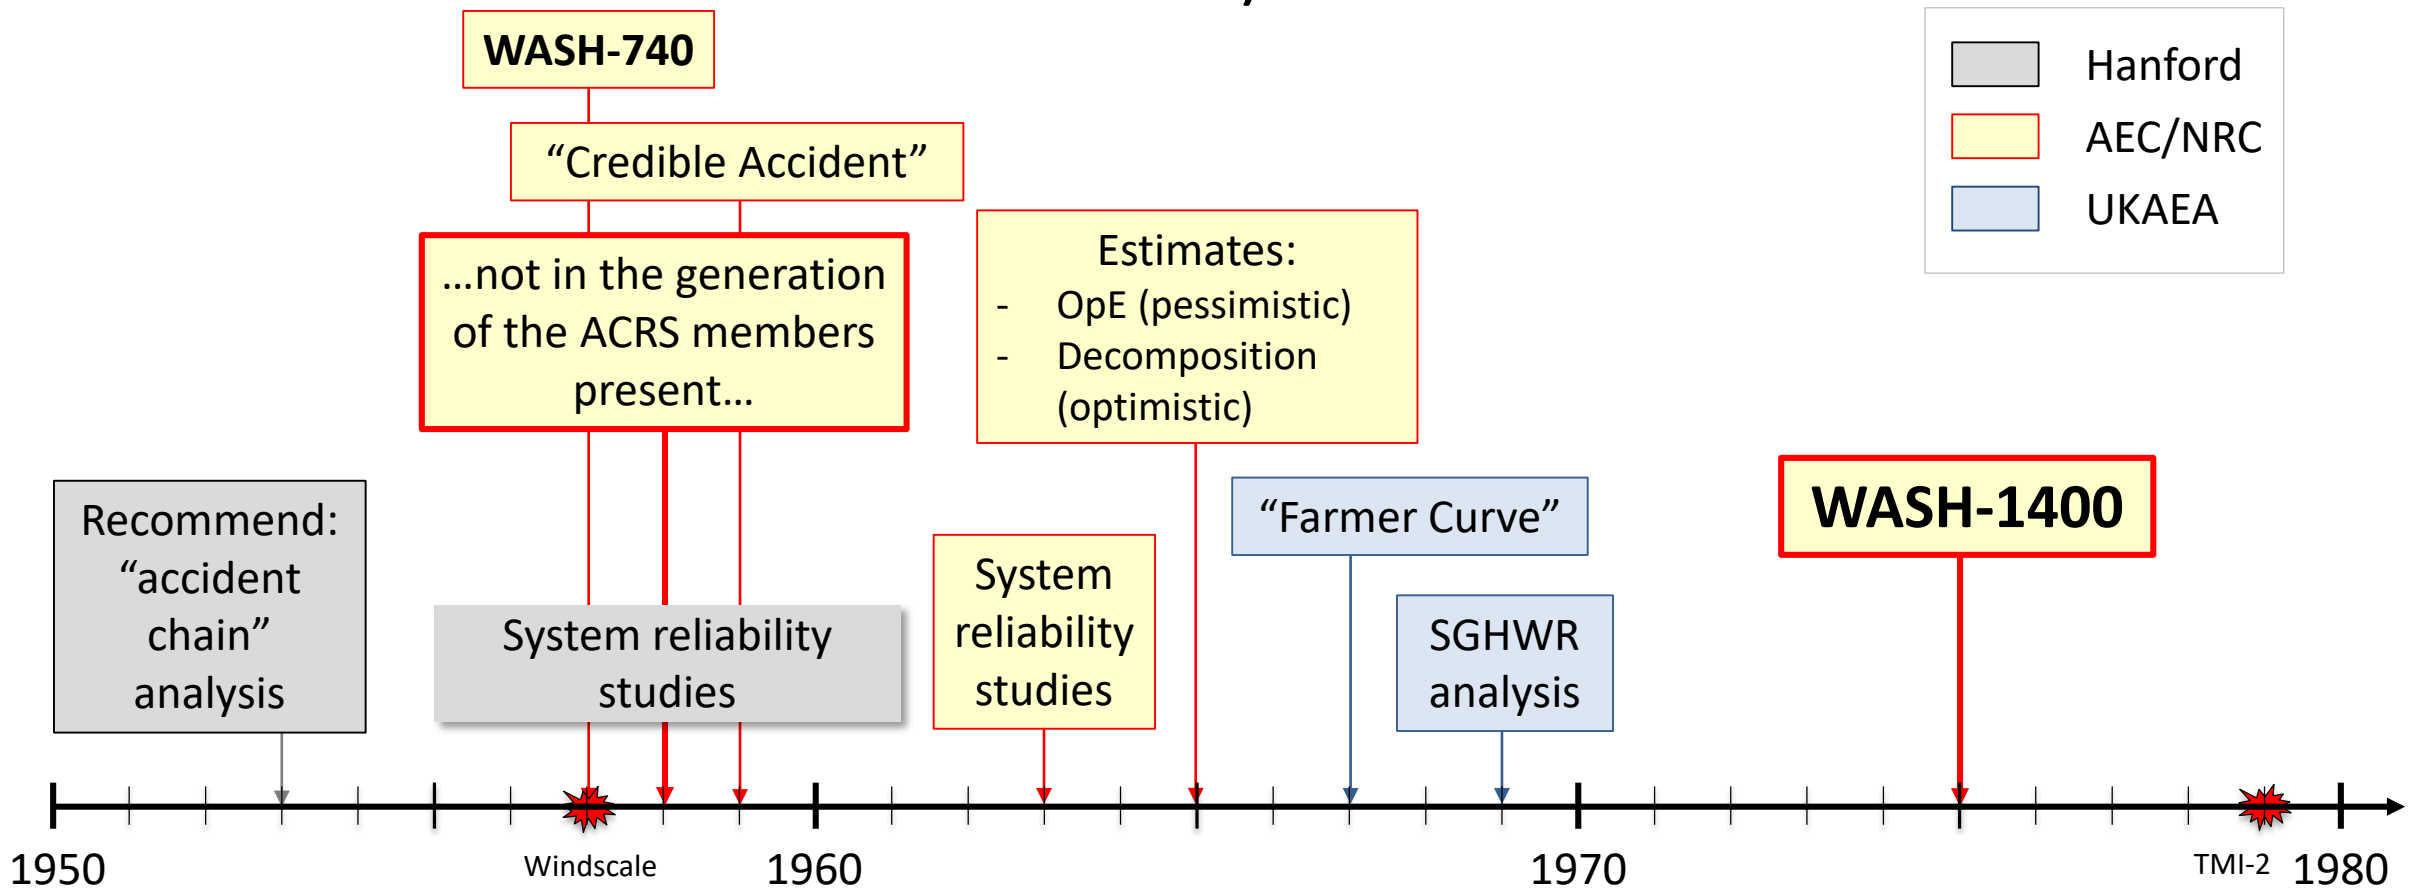 WASH-740
“Credible Accident”
…not in the generation
of the ACRS members
present…
Estimates:
- OpE (pessimistic)
- Decomposition
(optimistic)
Hanford
AEC/NRC
UKAEA
Recommend:
“accident
chain”
analysis
System reliability
studies
System
reliability
studies
“Farmer Curve”
SGHWR
analysis
WASH-1400
1950
Windscale
1960
1970
TMI-2
1980